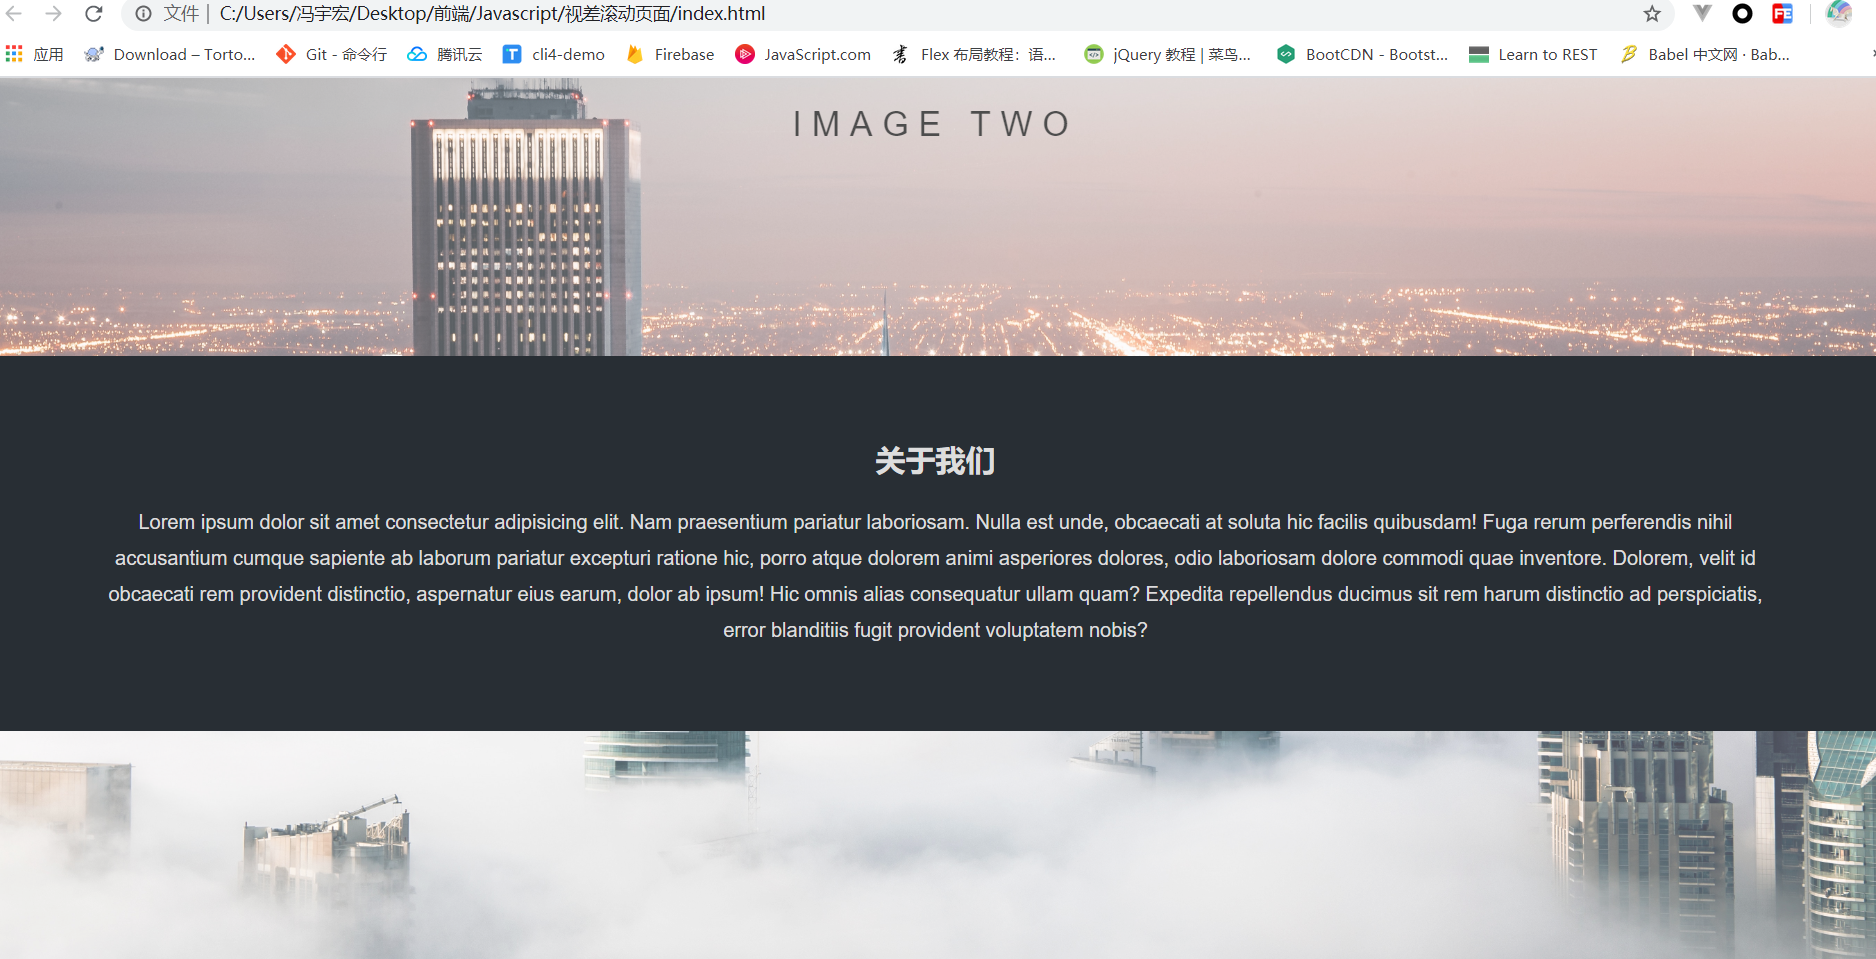 文件 | C:/Users/冯宇宏/Desktop/前端/Javascript/视差滚动页面/index.html
FE
应用 Download – Torto... Git - 命令行 腾讯云 T cli4-demo Firebase JavaScript.com 书 Flex 布局教程：语... jQuery 教程 | 菜鸟... BootCDN - Bootst... Learn to REST B Babel 中文网 · Bab...
IMAGE TWO
关于我们
Lorem ipsum dolor sit amet consectetur adipisicing elit. Nam praesentium pariatur laboriosam. Nulla est unde, obcaecati at soluta hic facilis quibusdam! Fuga rerum perferendis nihil
accusantium cumque sapiente ab laborum pariatur excepturi ratione hic, porro atque dolorem animi asperiores dolores, odio laboriosam dolore commodi quae inventore. Dolorem, velit id
obcaecati rem provident distinctio, aspernatur eius earum, dolor ab ipsum! Hic omnis alias consequatur ullam quam? Expedita repellendus ducimus sit rem harum distinctio ad perspiciatis,
error blanditiis fugit provident voluptatem nobis?